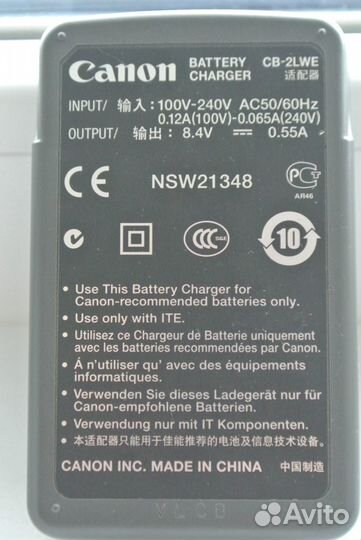 Canon BATTERY CHARGER CB-2LWE 适配器
INPUT/ 输入: 100V-240V AC50/60Hz
0.12A(100V)-0.065A(240V)
OUTPUT/ 输出: 8.4V ⎓ 0.55A
CE NSW21348 PCT
AЯ46
CCC S&E 10
• Use This Battery Charger for
Canon-recommended batteries only.
• Use only with ITE.
• Utilisez ce Chargeur de Batterie uniquement
avec les batteries recommandées par Canon.
• Á n'utiliser qu'avec des équipements
informatiques.
• Verwenden Sie dieses Ladegerät nur für
Canon-empfohlene Batterien.
• Verwendung nur mit IT Komponenten.
• 本适配器只能用于佳能推荐的电池及信息技术设备。
CANON INC. MADE IN CHINA 中国制造
Avito